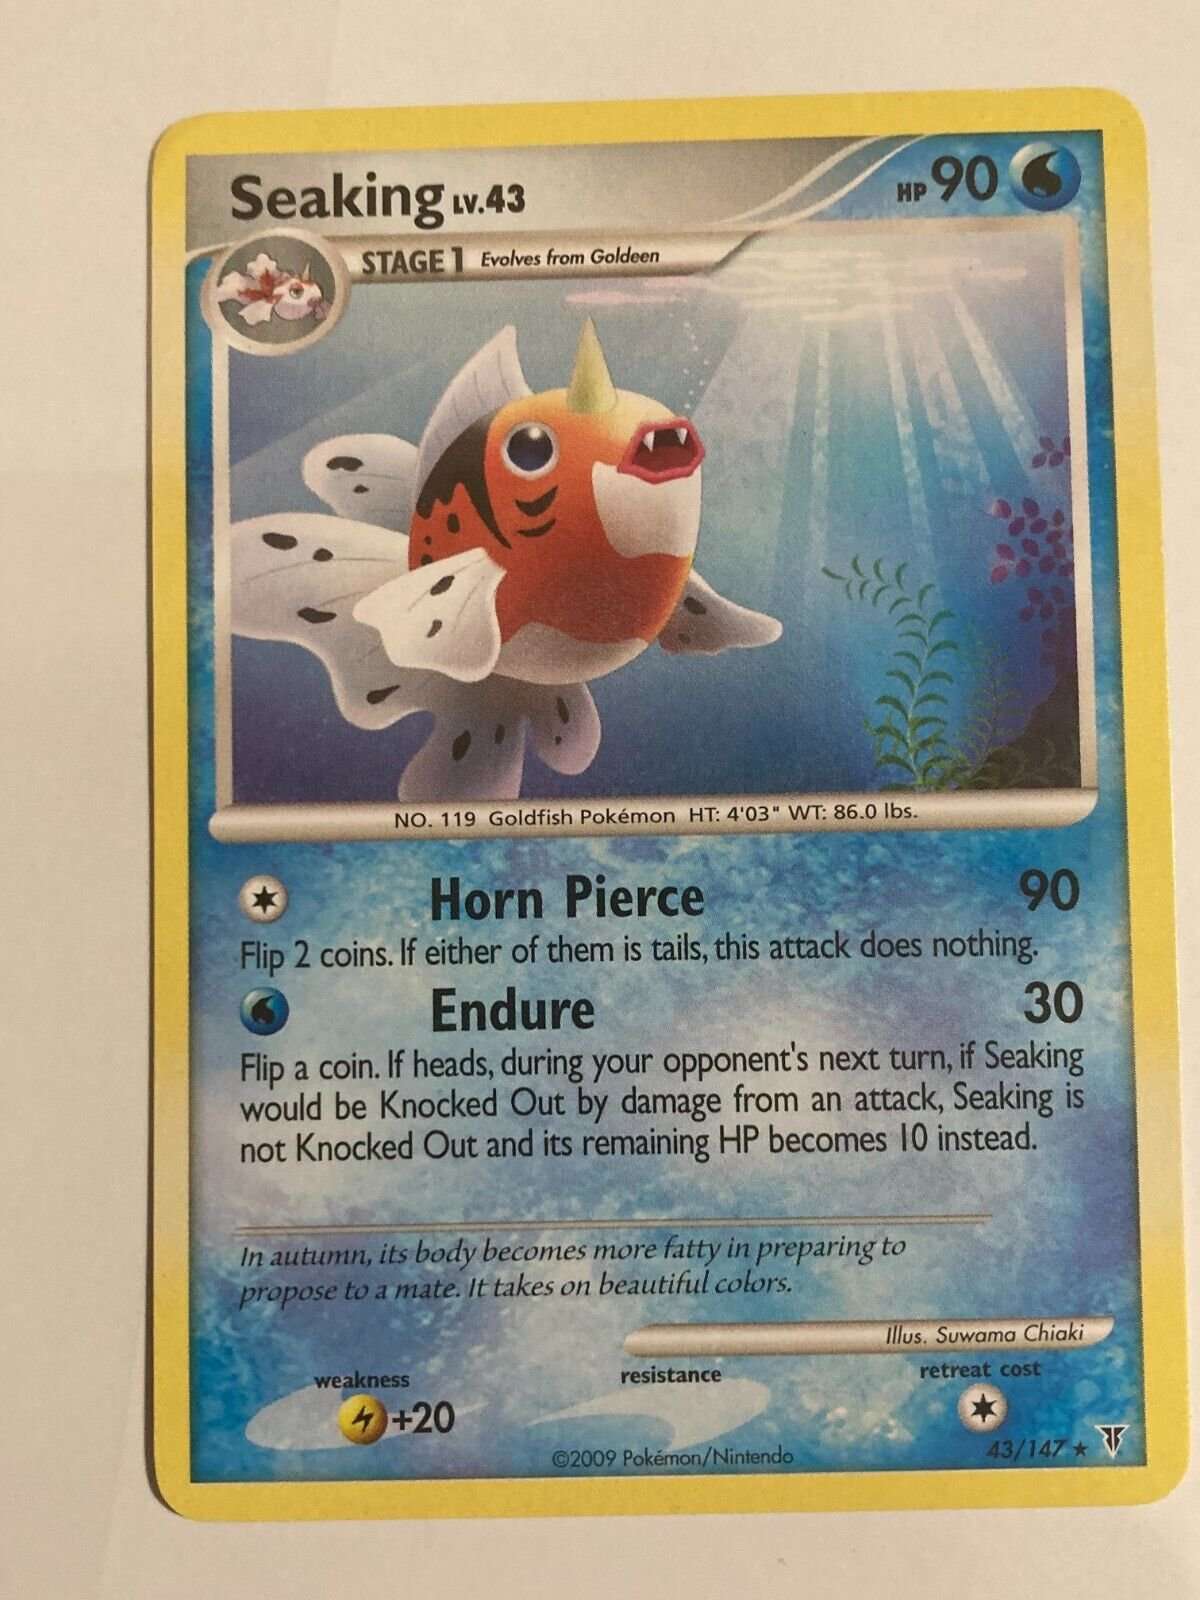 Seaking LV.43
HP 90
STAGE 1 Evolves from Goldeen
NO. 119 Goldfish Pokémon HT: 4'03" WT: 86.0 lbs.
Horn Pierce 90
Flip 2 coins. If either of them is tails, this attack does nothing.
Endure 30
Flip a coin. If heads, during your opponent's next turn, if Seaking
would be Knocked Out by damage from an attack, Seaking is
not Knocked Out and its remaining HP becomes 10 instead.
In autumn, its body becomes more fatty in preparing to
propose to a mate. It takes on beautiful colors.
Illus. Suwama Chiaki
weakness resistance retreat cost
+20
43/147 ★
©2009 Pokémon/Nintendo